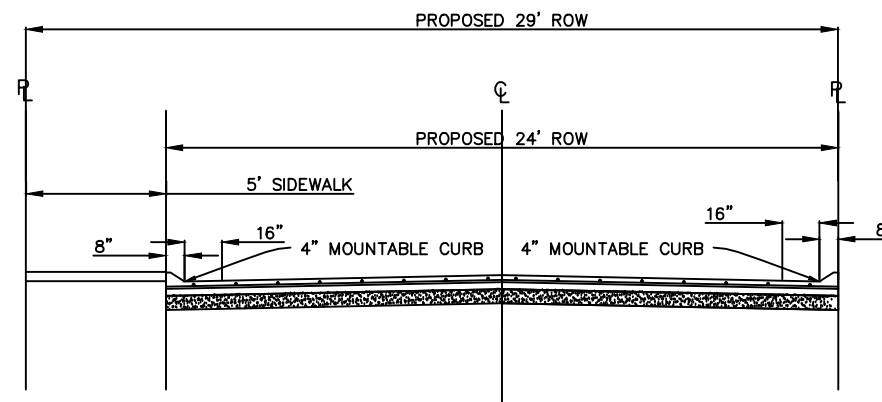 PROPOSED 29' ROW
PL
CL
PL
PROPOSED 24' ROW
5' SIDEWALK
8" 16" 4" MOUNTABLE CURB 4" MOUNTABLE CURB 16" 8